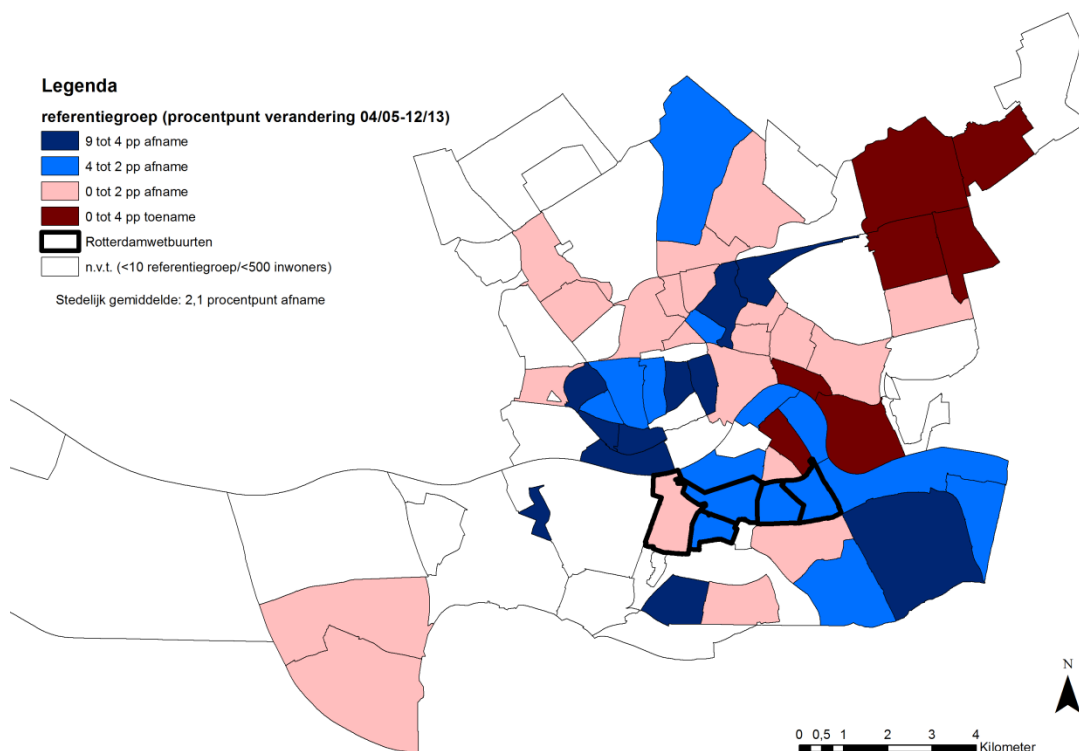 Legenda
referentiegroep (procentpunt verandering 04/05-12/13)
9 tot 4 pp afname
4 tot 2 pp afname
0 tot 2 pp afname
0 tot 4 pp toename
Rotterdamwetbuurten
n.v.t. (<10 referentiegroep/<500 inwoners)
Stedelijk gemiddelde: 2,1 procentpunt afname
N
0 0,5 1 2 3 4
Kilometer